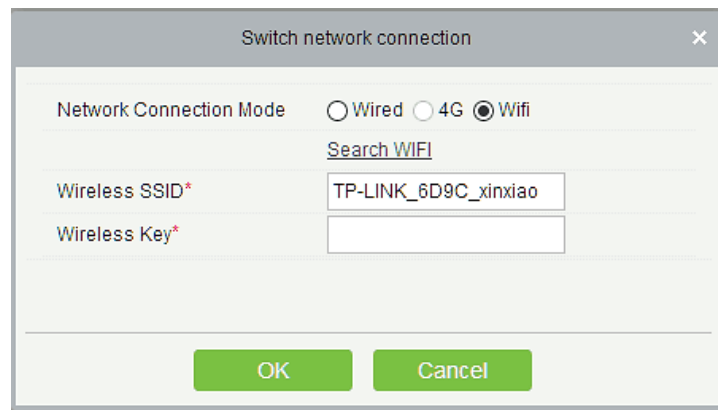 Switch network connection
Network Connection Mode Wired 4G Wifi
Search WIFI
Wireless SSID* TP-LINK_6D9C_xinxiao
Wireless Key*
OK Cancel